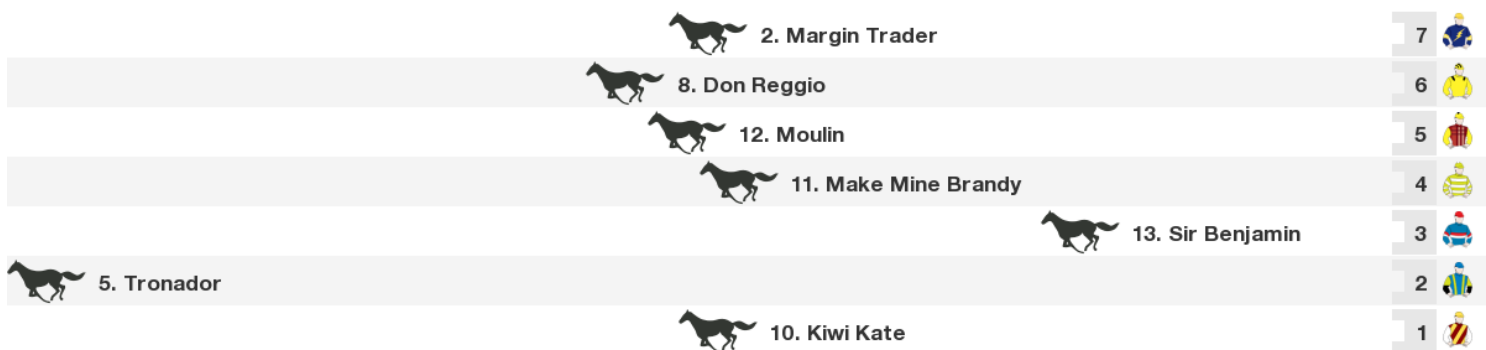 2. Margin Trader 7
8. Don Reggio 6
12. Moulin 5
11. Make Mine Brandy 4
13. Sir Benjamin 3
5. Tronador 2
10. Kiwi Kate 1